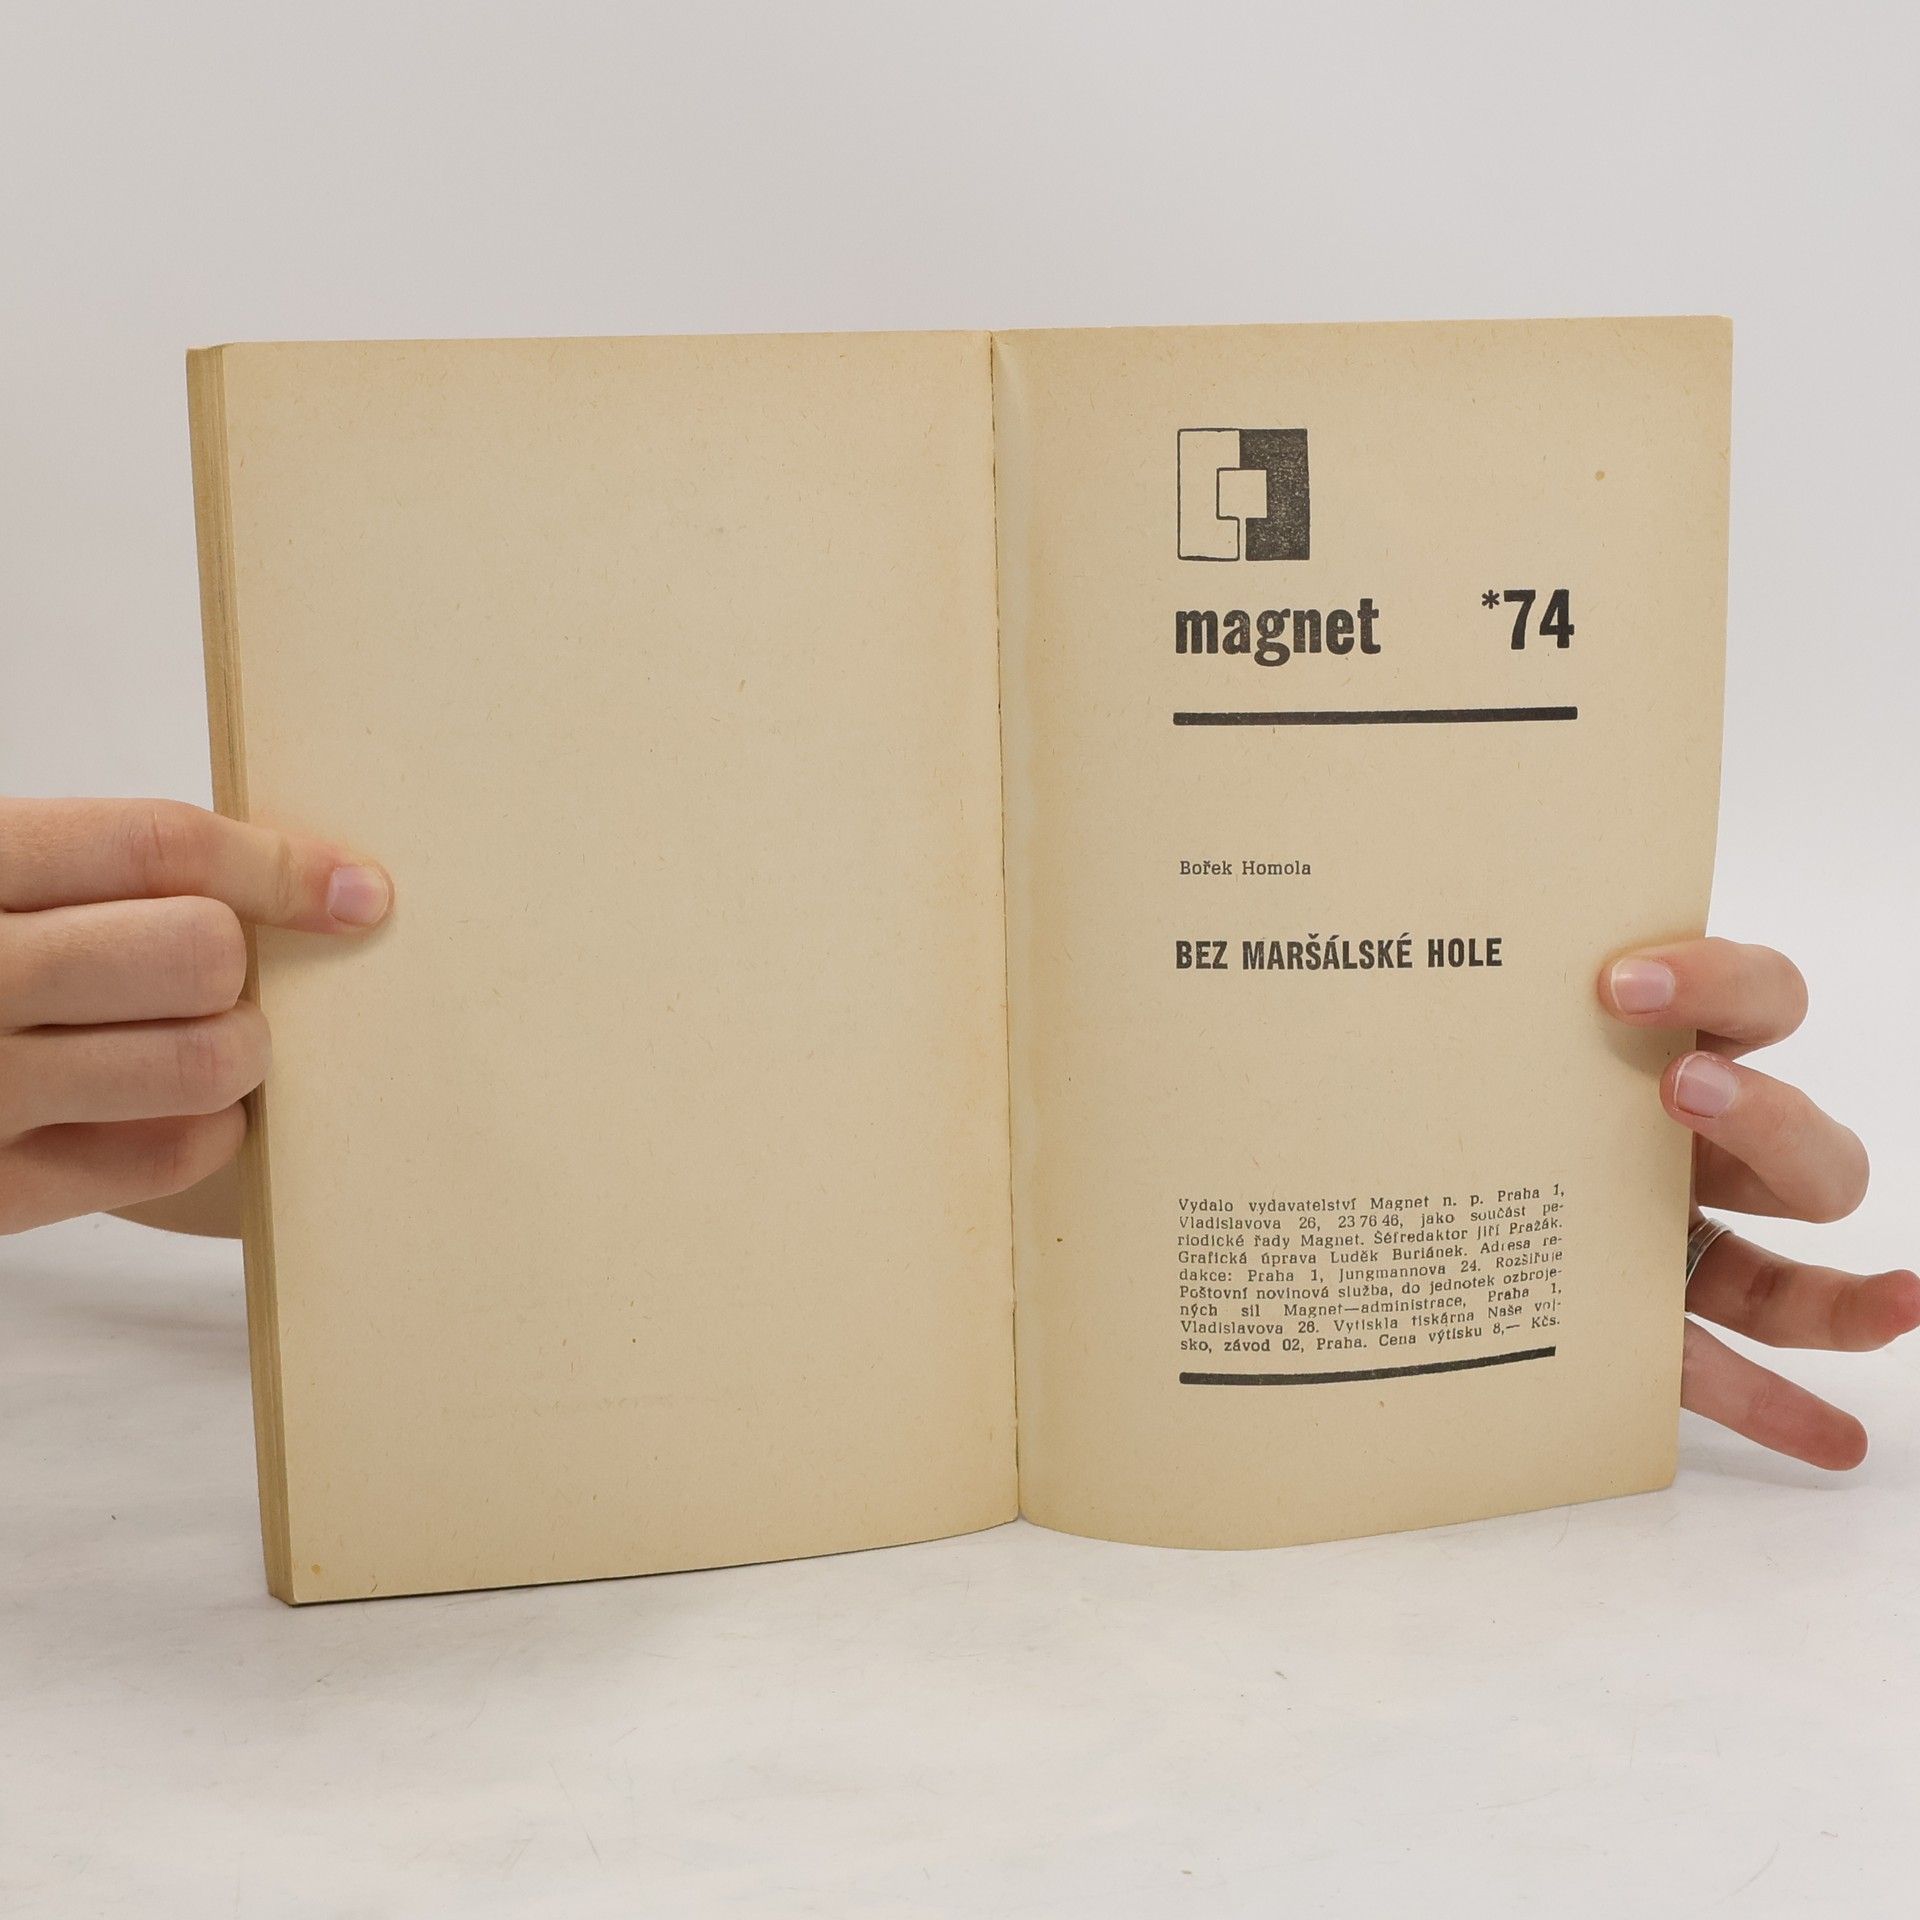 magnet *74
Bořek Homola
BEZ MARŠÁLSKÉ HOLE
Vydalo vydavatelství Magnet n. p. Praha 1,
Vladislavova 26, 23 76 46, jako součást pe-
riodické řady Magnet. Šéfredaktor Jiří Pražák.
Grafická úprava Luděk Buriánek. Adresa re-
dakce: Praha 1, Jungmannova 24. Rozšiřuje
Poštovní novinová služba, do jednotek ozbroje-
ných sil Magnet—administrace, Praha 1,
Vladislavova 26. Vytiskla tiskárna Naše voj-
sko, závod 02, Praha. Cena výtisku 8,— Kčs.